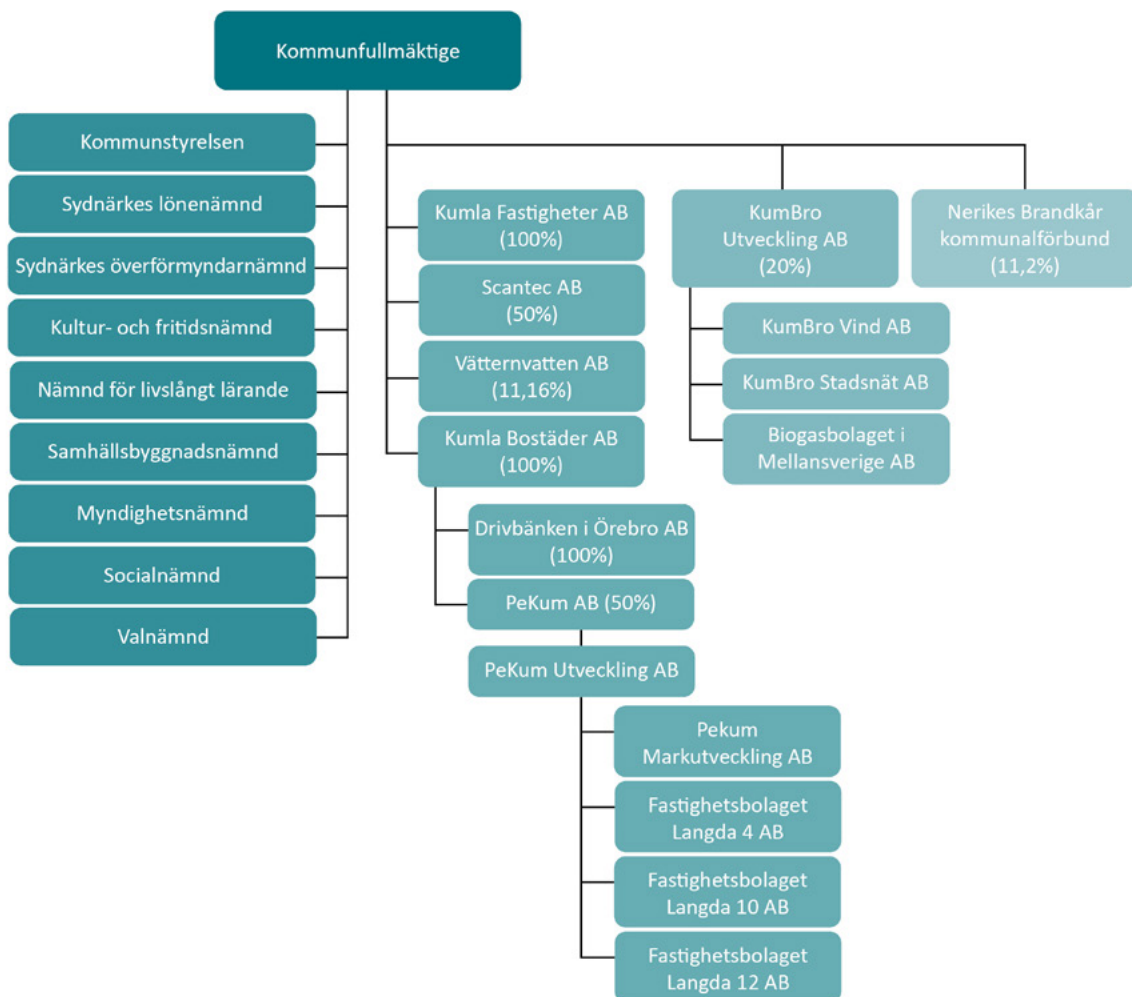 Kommunfullmäktige
Kommunstyrelsen
Sydnärkes lönenämnd
Sydnärkes överförmyndarnämnd
Kultur- och fritidsnämnd
Nämnd för livslångt lärande
Samhällsbyggnadsnämnd
Myndighetsnämnd
Socialnämnd
Valnämnd
Kumla Fastigheter AB
(100%)
Scantec AB
(50%)
Vätternvatten AB
(11,16%)
Kumla Bostäder AB
(100%)
Drivbänken i Örebro AB
(100%)
PeKum AB (50%)
PeKum Utveckling AB
Pekum
Markutveckling AB
Fastighetsbolaget
Langda 4 AB
Fastighetsbolaget
Langda 10 AB
Fastighetsbolaget
Langda 12 AB
KumBro
Utveckling AB
(20%)
KumBro Vind AB
KumBro Stadsnät AB
Biogasbolaget i
Mellansverige AB
Nerikes Brandkår
kommunalförbund
(11,2%)